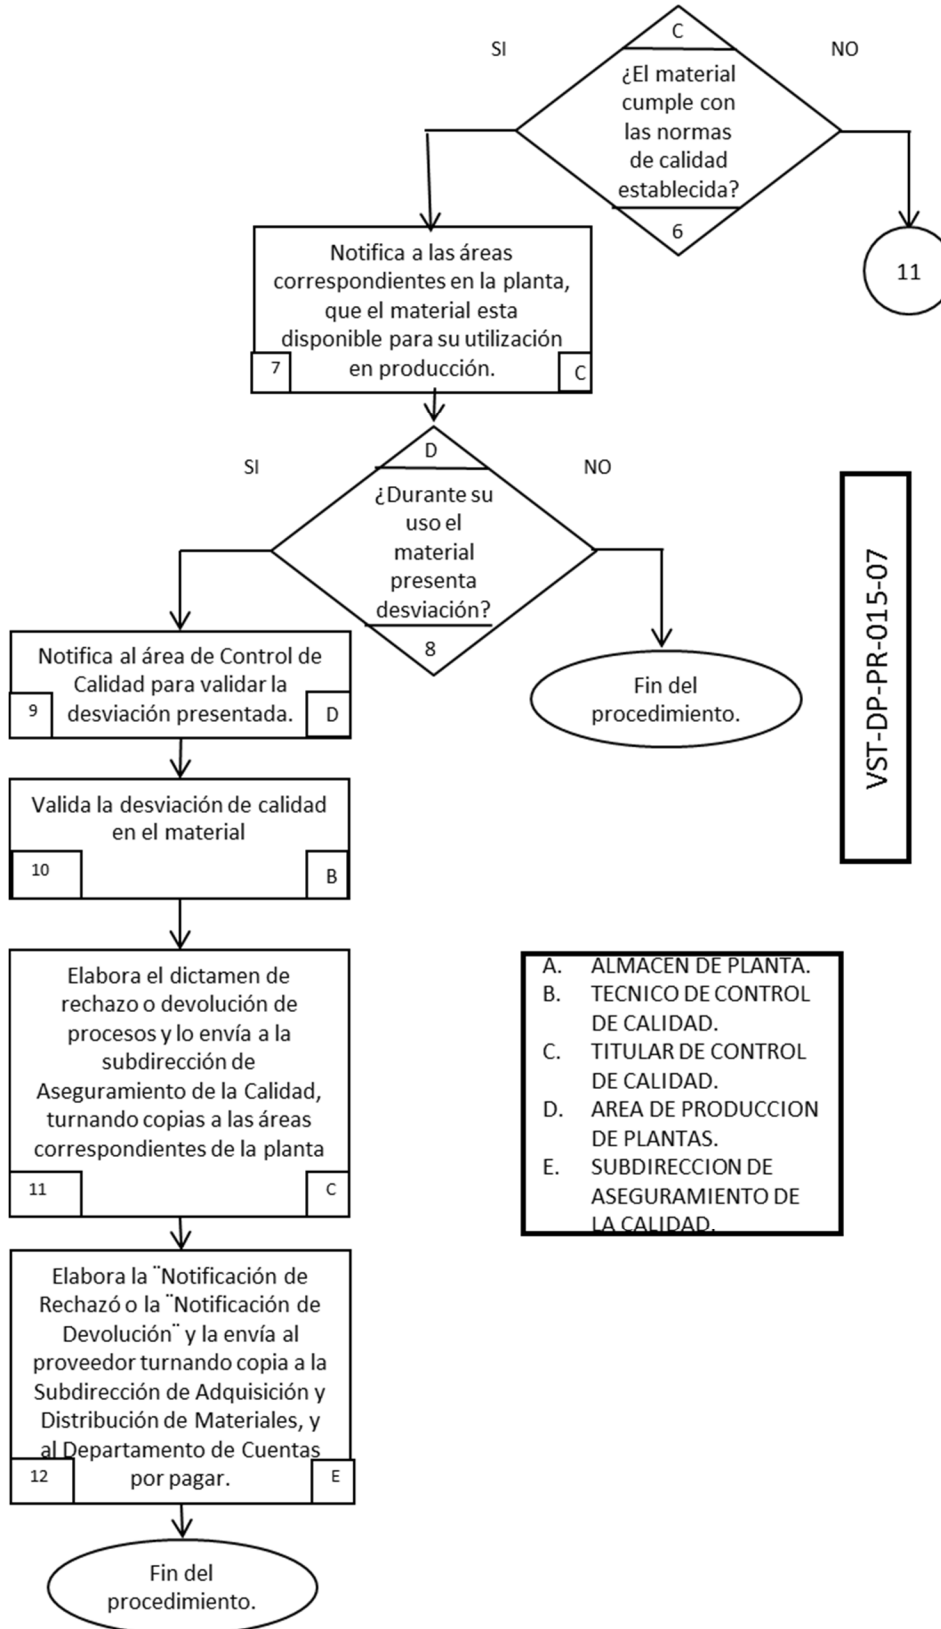 C
SI
NO
¿El material
cumple con
las normas
de calidad
establecida?
6
11
Notifica a las áreas
correspondientes en la planta,
que el material esta
disponible para su utilización
en producción.
7
C
D
SI
NO
¿Durante su
uso el
material
presenta
desviación?
8
Notifica al área de Control de
Calidad para validar la
desviación presentada.
9
D
Fin del
procedimiento.
VST-DP-PR-015-07
Valida la desviación de calidad
en el material
10
B
Elabora el dictamen de
rechazo o devolución de
procesos y lo envía a la
subdirección de
Aseguramiento de la Calidad,
turnando copias a las áreas
correspondientes de la planta
11
C
A. ALMACEN DE PLANTA.
B. TECNICO DE CONTROL
DE CALIDAD.
C. TITULAR DE CONTROL
DE CALIDAD.
D. AREA DE PRODUCCION
DE PLANTAS.
E. SUBDIRECCION DE
ASEGURAMIENTO DE
LA CALIDAD.
Elabora la ¨Notificación de
Rechazó o la ¨Notificación de
Devolución¨ y la envía al
proveedor turnando copia a la
Subdirección de Adquisición y
Distribución de Materiales, y
al Departamento de Cuentas
por pagar.
12
E
Fin del
procedimiento.